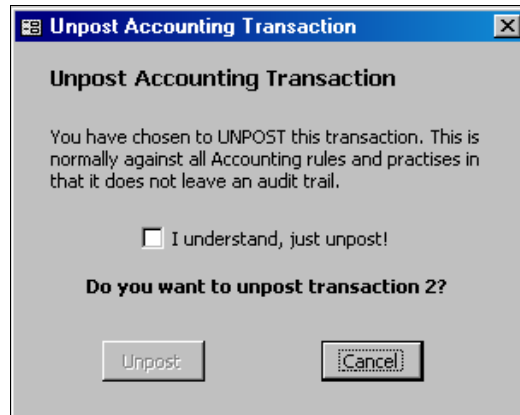 Unpost Accounting Transaction
Unpost Accounting Transaction
You have chosen to UNPOST this transaction. This is
normally against all Accounting rules and practises in
that it does not leave an audit trail.
I understand, just unpost!
Do you want to unpost transaction 2?
Unpost
Cancel